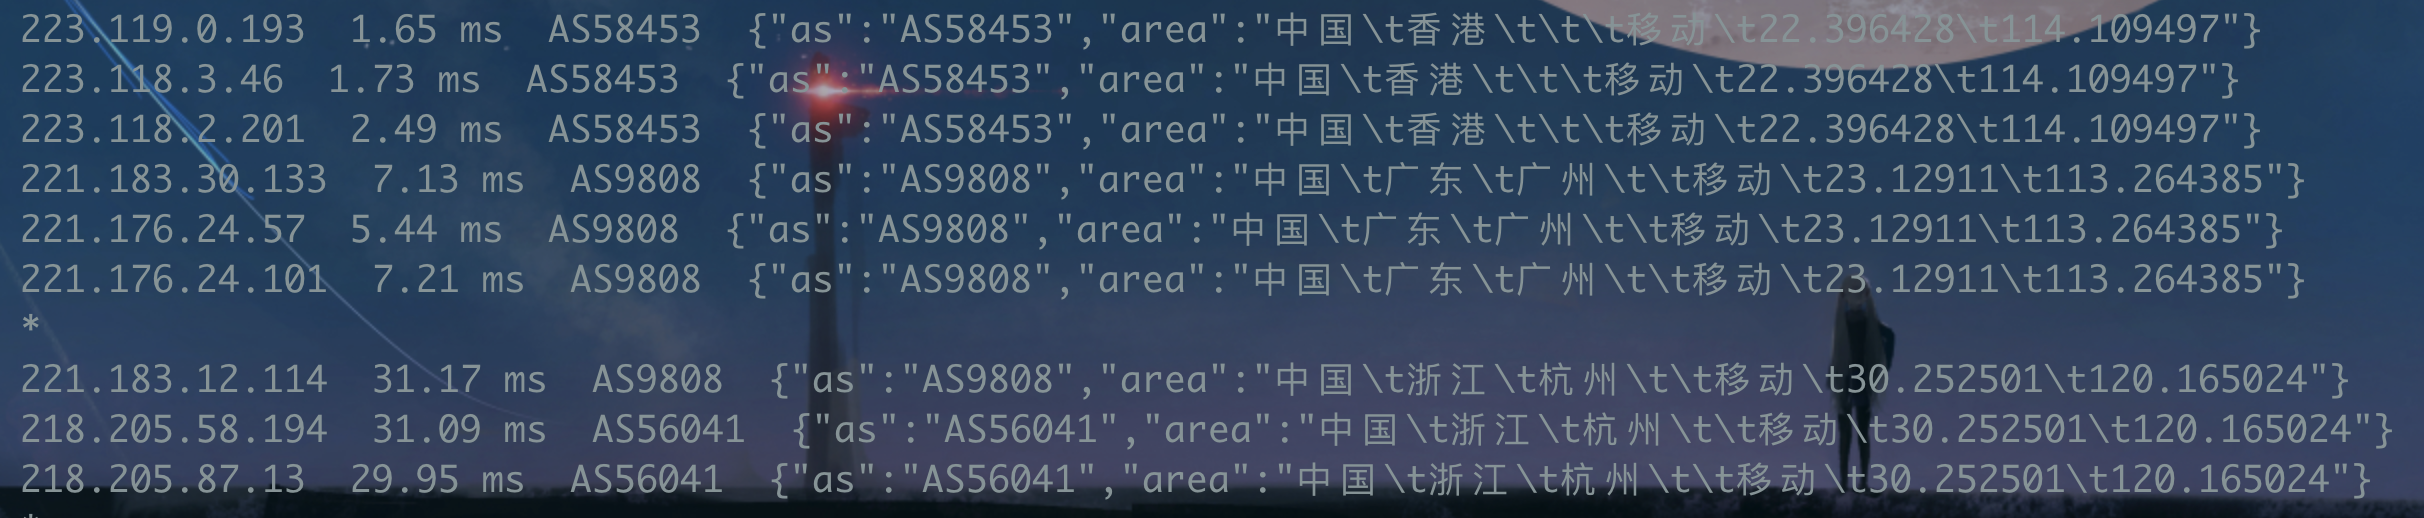 223.119.0.193  1.65 ms  AS58453  {"as":"AS58453","area":"中国\t香港\t\t\t移动\t22.396428\t114.109497"}
223.118.3.46  1.73 ms  AS58453  {"as":"AS58453","area":"中国\t香港\t\t\t移动\t22.396428\t114.109497"}
223.118.2.201  2.49 ms  AS58453  {"as":"AS58453","area":"中国\t香港\t\t\t移动\t22.396428\t114.109497"}
221.183.30.133  7.13 ms  AS9808  {"as":"AS9808","area":"中国\t广东\t广州\t\t移动\t23.12911\t113.264385"}
221.176.24.57  5.44 ms  AS9808  {"as":"AS9808","area":"中国\t广东\t广州\t\t移动\t23.12911\t113.264385"}
221.176.24.101  7.21 ms  AS9808  {"as":"AS9808","area":"中国\t广东\t广州\t\t移动\t23.12911\t113.264385"}
*
221.183.12.114  31.17 ms  AS9808  {"as":"AS9808","area":"中国\t浙江\t杭州\t\t移动\t30.252501\t120.165024"}
218.205.58.194  31.09 ms  AS56041  {"as":"AS56041","area":"中国\t浙江\t杭州\t\t移动\t30.252501\t120.165024"}
218.205.87.13  29.95 ms  AS56041  {"as":"AS56041","area":"中国\t浙江\t杭州\t\t移动\t30.252501\t120.165024"}
*